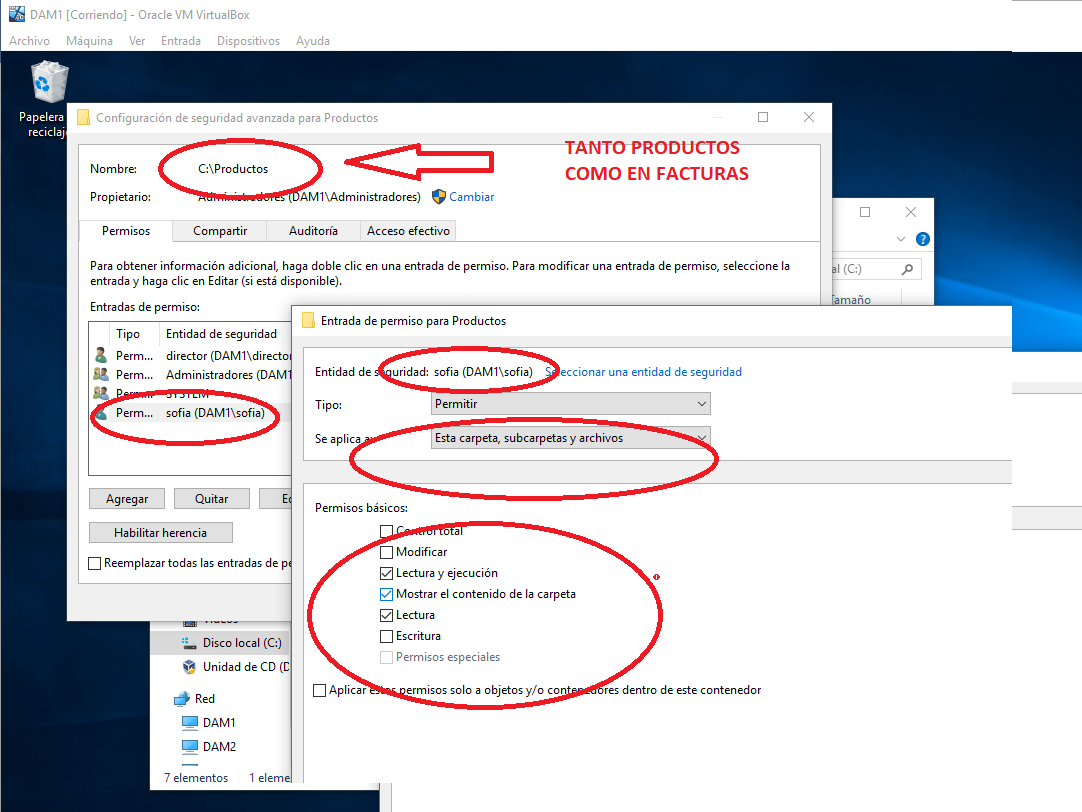 DAM1 [Corriendo] - Oracle VM VirtualBox
Archivo Máquina Ver Entrada Dispositivos Ayuda
Papelera
reciclaj
Configuración de seguridad avanzada para Productos
Nombre: C:\Productos
TANTO PRODUCTOS
COMO EN FACTURAS
Propietario: Administradores (DAM1\Administradores) Cambiar
Permisos Compartir Auditoría Acceso efectivo
Para obtener información adicional, haga doble clic en una entrada de permiso. Para modificar una entrada de permiso, seleccione la
entrada y haga clic en Editar (si está disponible).
al (C:)
Tamaño
Entradas de permiso:
Tipo Entidad de seguridad
Perm... director (DAM1\directo
Perm... Administradores (DAM1
Perm... SYSTEM
Perm... sofia (DAM1\sofia)
Agregar Quitar Ec
Habilitar herencia
Reemplazar todas las entradas de pe
Entrada de permiso para Productos
Entidad de seguridad: sofia (DAM1\sofia) Seleccionar una entidad de seguridad
Tipo: Permitir
Se aplica a Esta carpeta, subcarpetas y archivos
Permisos básicos:
Control total
Modificar
Lectura y ejecución
Mostrar el contenido de la carpeta
Lectura
Escritura
Permisos especiales
Aplicar estos permisos solo a objetos y/o contenedores dentro de este contenedor
Vídeos
Disco local (C:)
Unidad de CD (D
Red
DAM1
DAM2
7 elementos 1 eleme